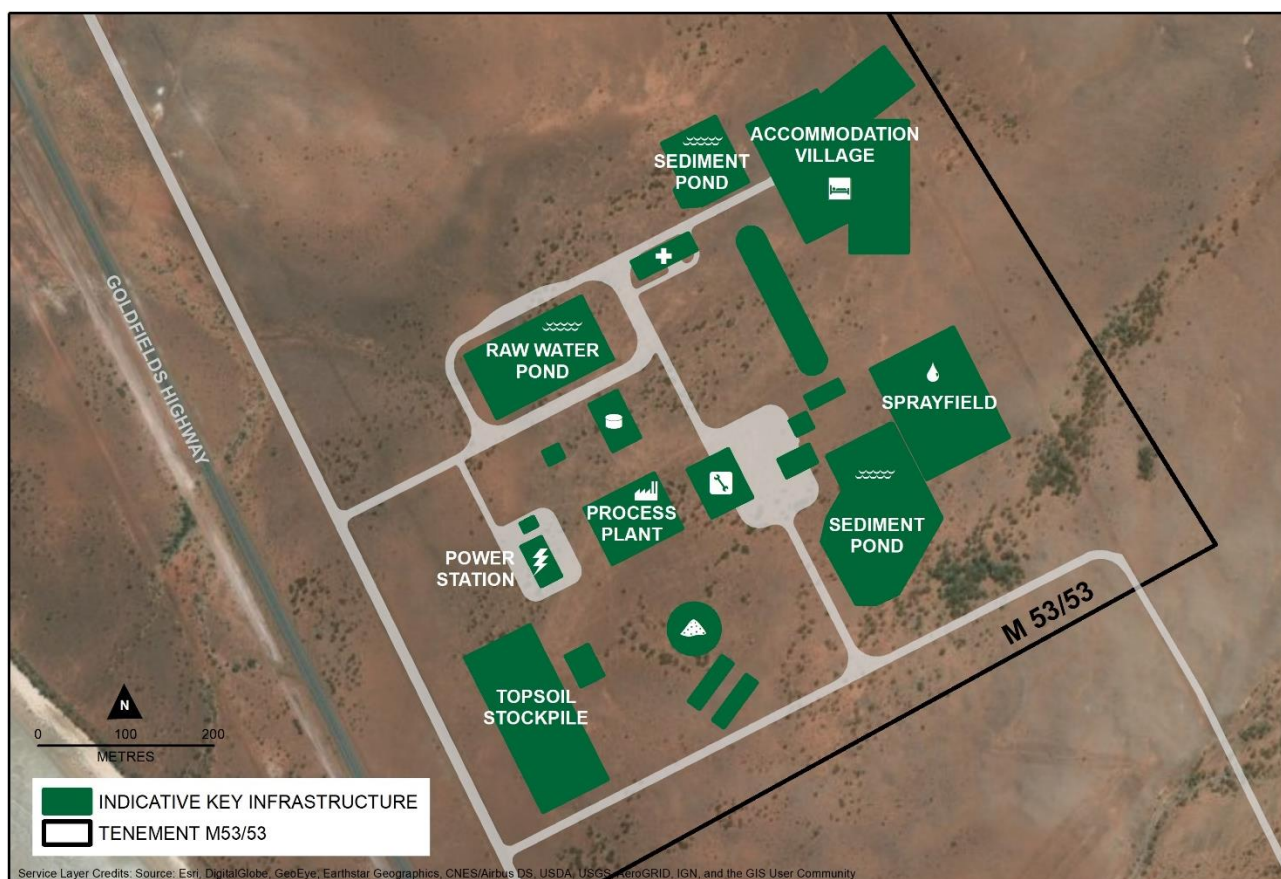 ACCOMMODATION
VILLAGE
SEDIMENT
POND
GOLDFIELDS HIGHWAY
RAW WATER
POND
SPRAYFIELD
PROCESS
PLANT
SEDIMENT
POND
POWER
STATION
M 53/53
TOPSOIL
STOCKPILE
N
0 100 200
METRES
INDICATIVE KEY INFRASTRUCTURE
TENEMENT M53/53
Service Layer Credits: Source: Esri, DigitalGlobe, GeoEye, Earthstar Geographics, CNES/Airbus DS, USDA, USGS, AeroGRID, IGN, and the GIS User Community